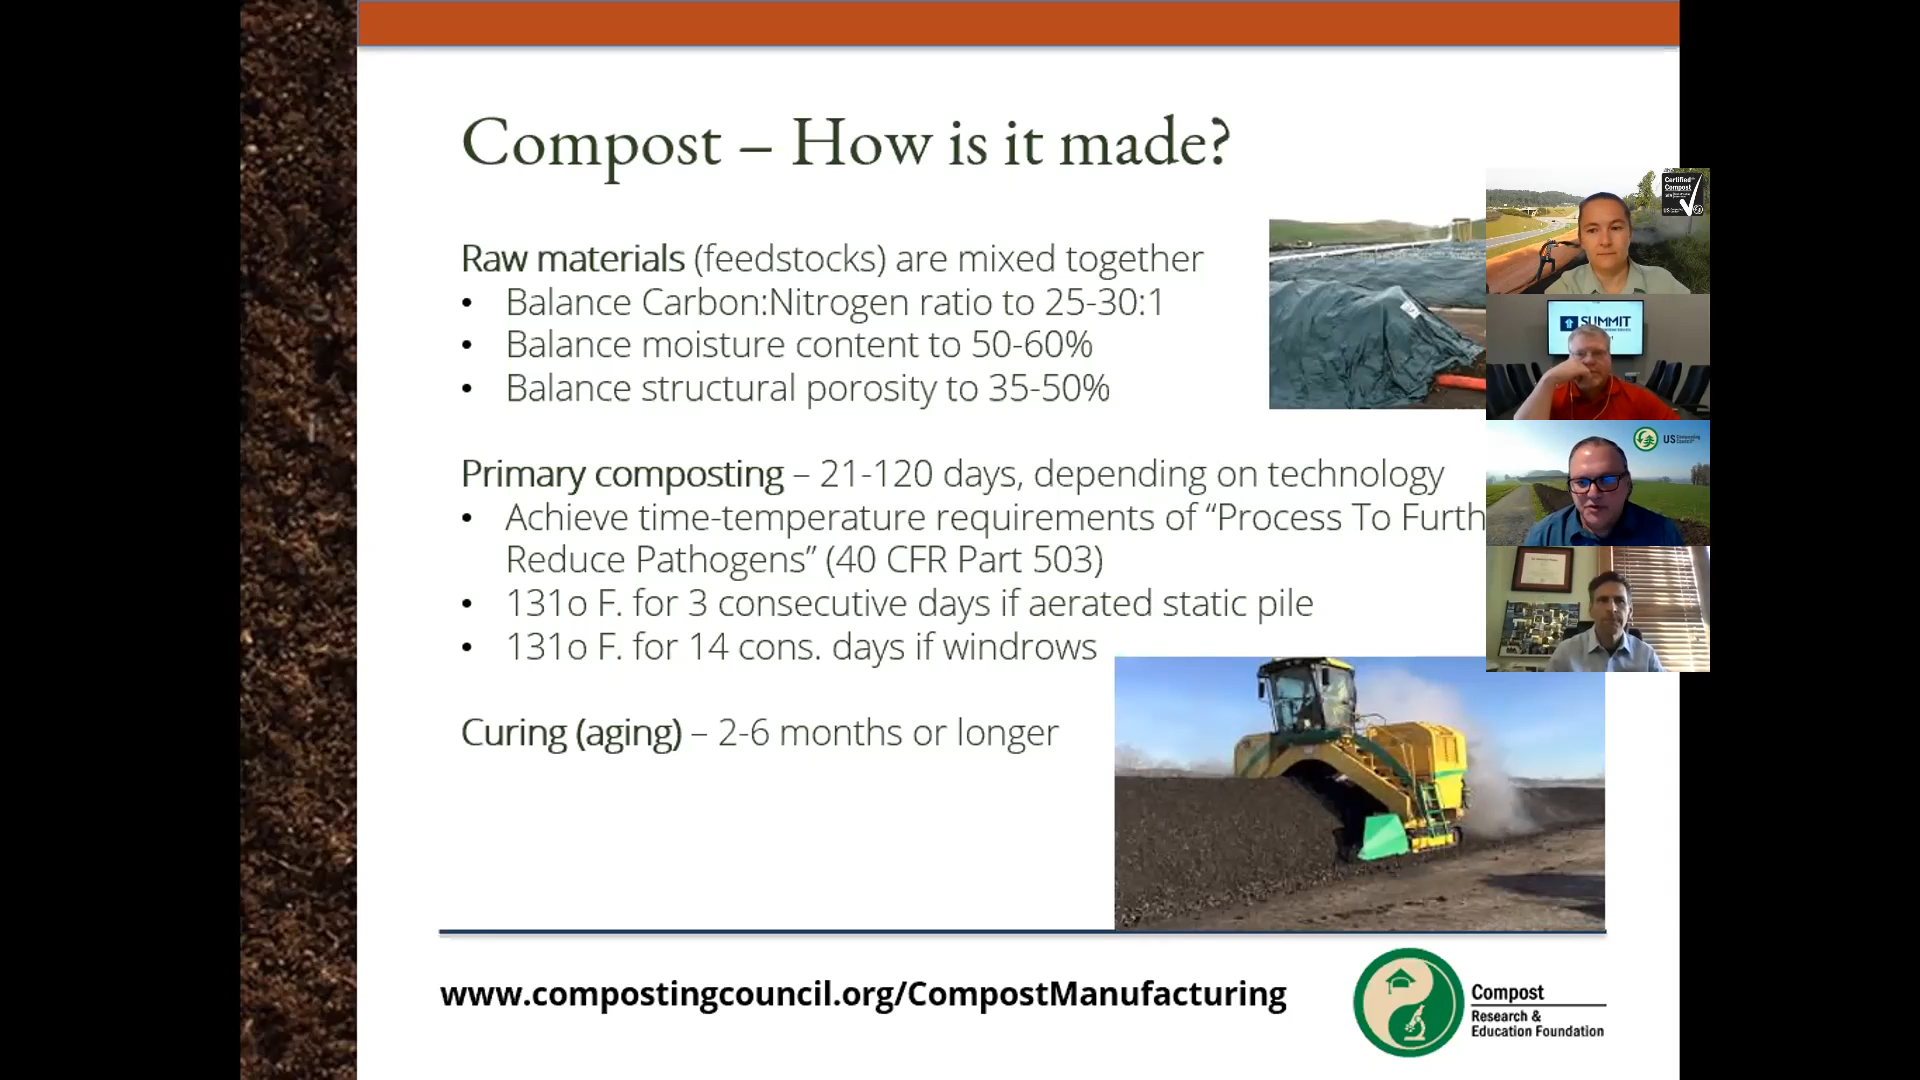 Compost – How is it made?
Raw materials (feedstocks) are mixed together
• Balance Carbon:Nitrogen ratio to 25-30:1
• Balance moisture content to 50-60%
• Balance structural porosity to 35-50%
Primary composting – 21-120 days, depending on technology
• Achieve time-temperature requirements of “Process To Furth
Reduce Pathogens” (40 CFR Part 503)
• 131o F. for 3 consecutive days if aerated static pile
• 131o F. for 14 cons. days if windrows
Curing (aging) – 2-6 months or longer
www.compostingcouncil.org/CompostManufacturing
Compost
Research &
Education Foundation
Certified
Compost
SUMMIT
US Composting
Council